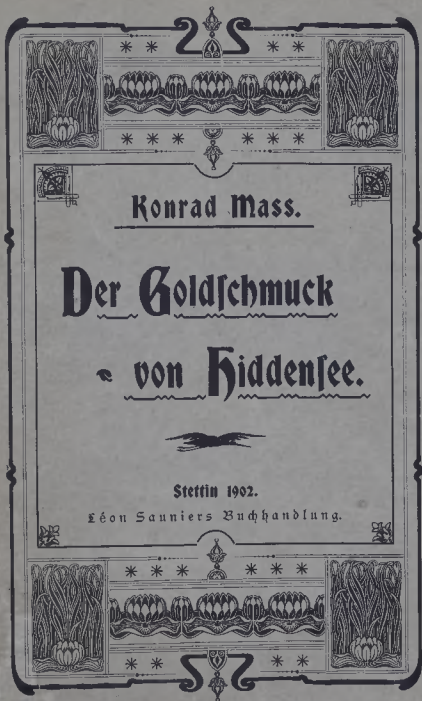 Konrad Mass.
Der Goldſchmuck
von Hiddenſee.
Stettin 1902.
Léon Sauniers Buchhandlung.